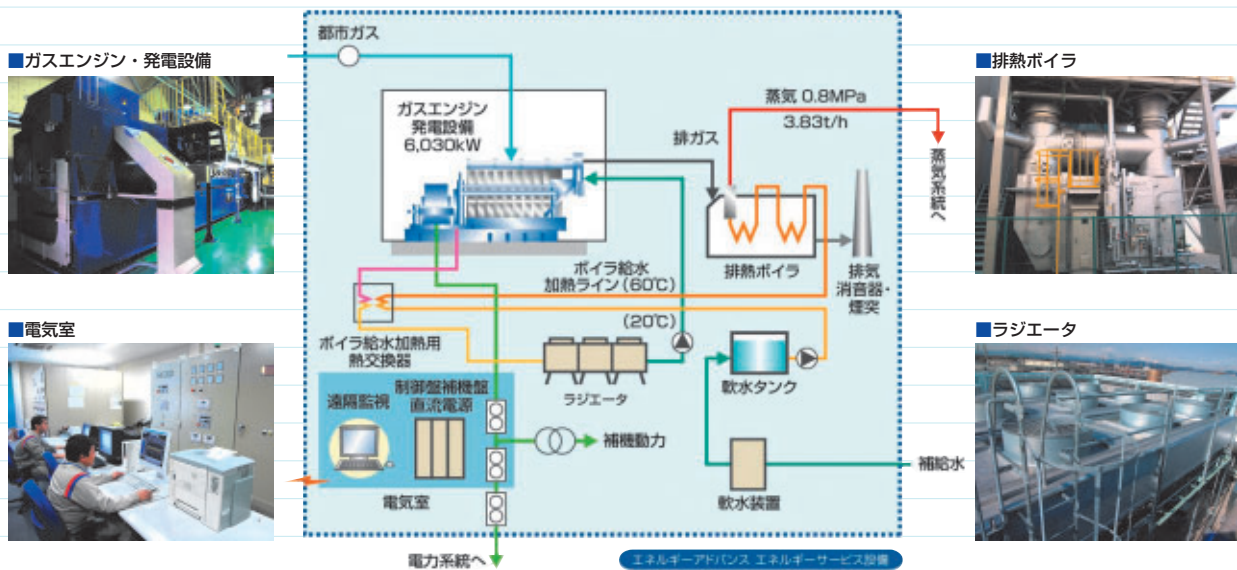 ■ガスエンジン・発電設備
■電気室
都市ガス
ガスエンジン
発電設備
6,030kW
排ガス
蒸気 0.8MPa
3.83t/h
蒸気系統へ
排熱ボイラ
排気
消音器・
煙突
ボイラ給水
加熱ライン(60℃)
(20℃)
ボイラ給水加熱用
熱交換器
ラジエータ
軟水タンク
遠隔監視
制御盤補機盤
直流電源
補機動力
電気室
軟水装置
補給水
電力系統へ
エネルギーアドバンス エネルギーサービス設備
■排熱ボイラ
■ラジエータ